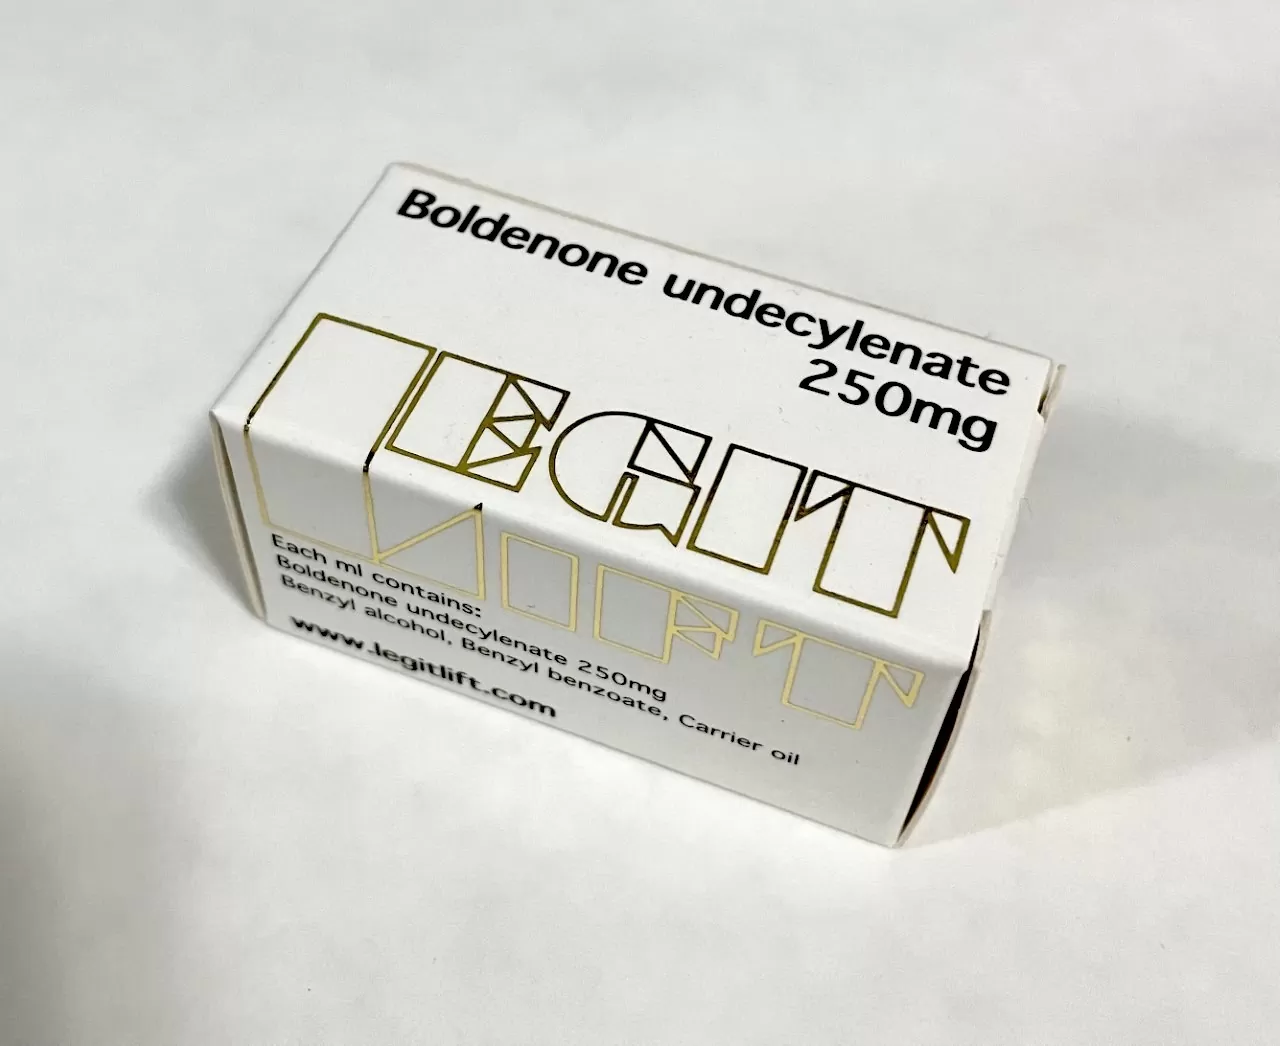 Boldenone undecylenate
250mg
LEGIT
LIFT
Each ml contains:
Boldenone undecylenate 250mg
Benzyl alcohol, Benzyl benzoate, Carrier oil
www.legitlift.com